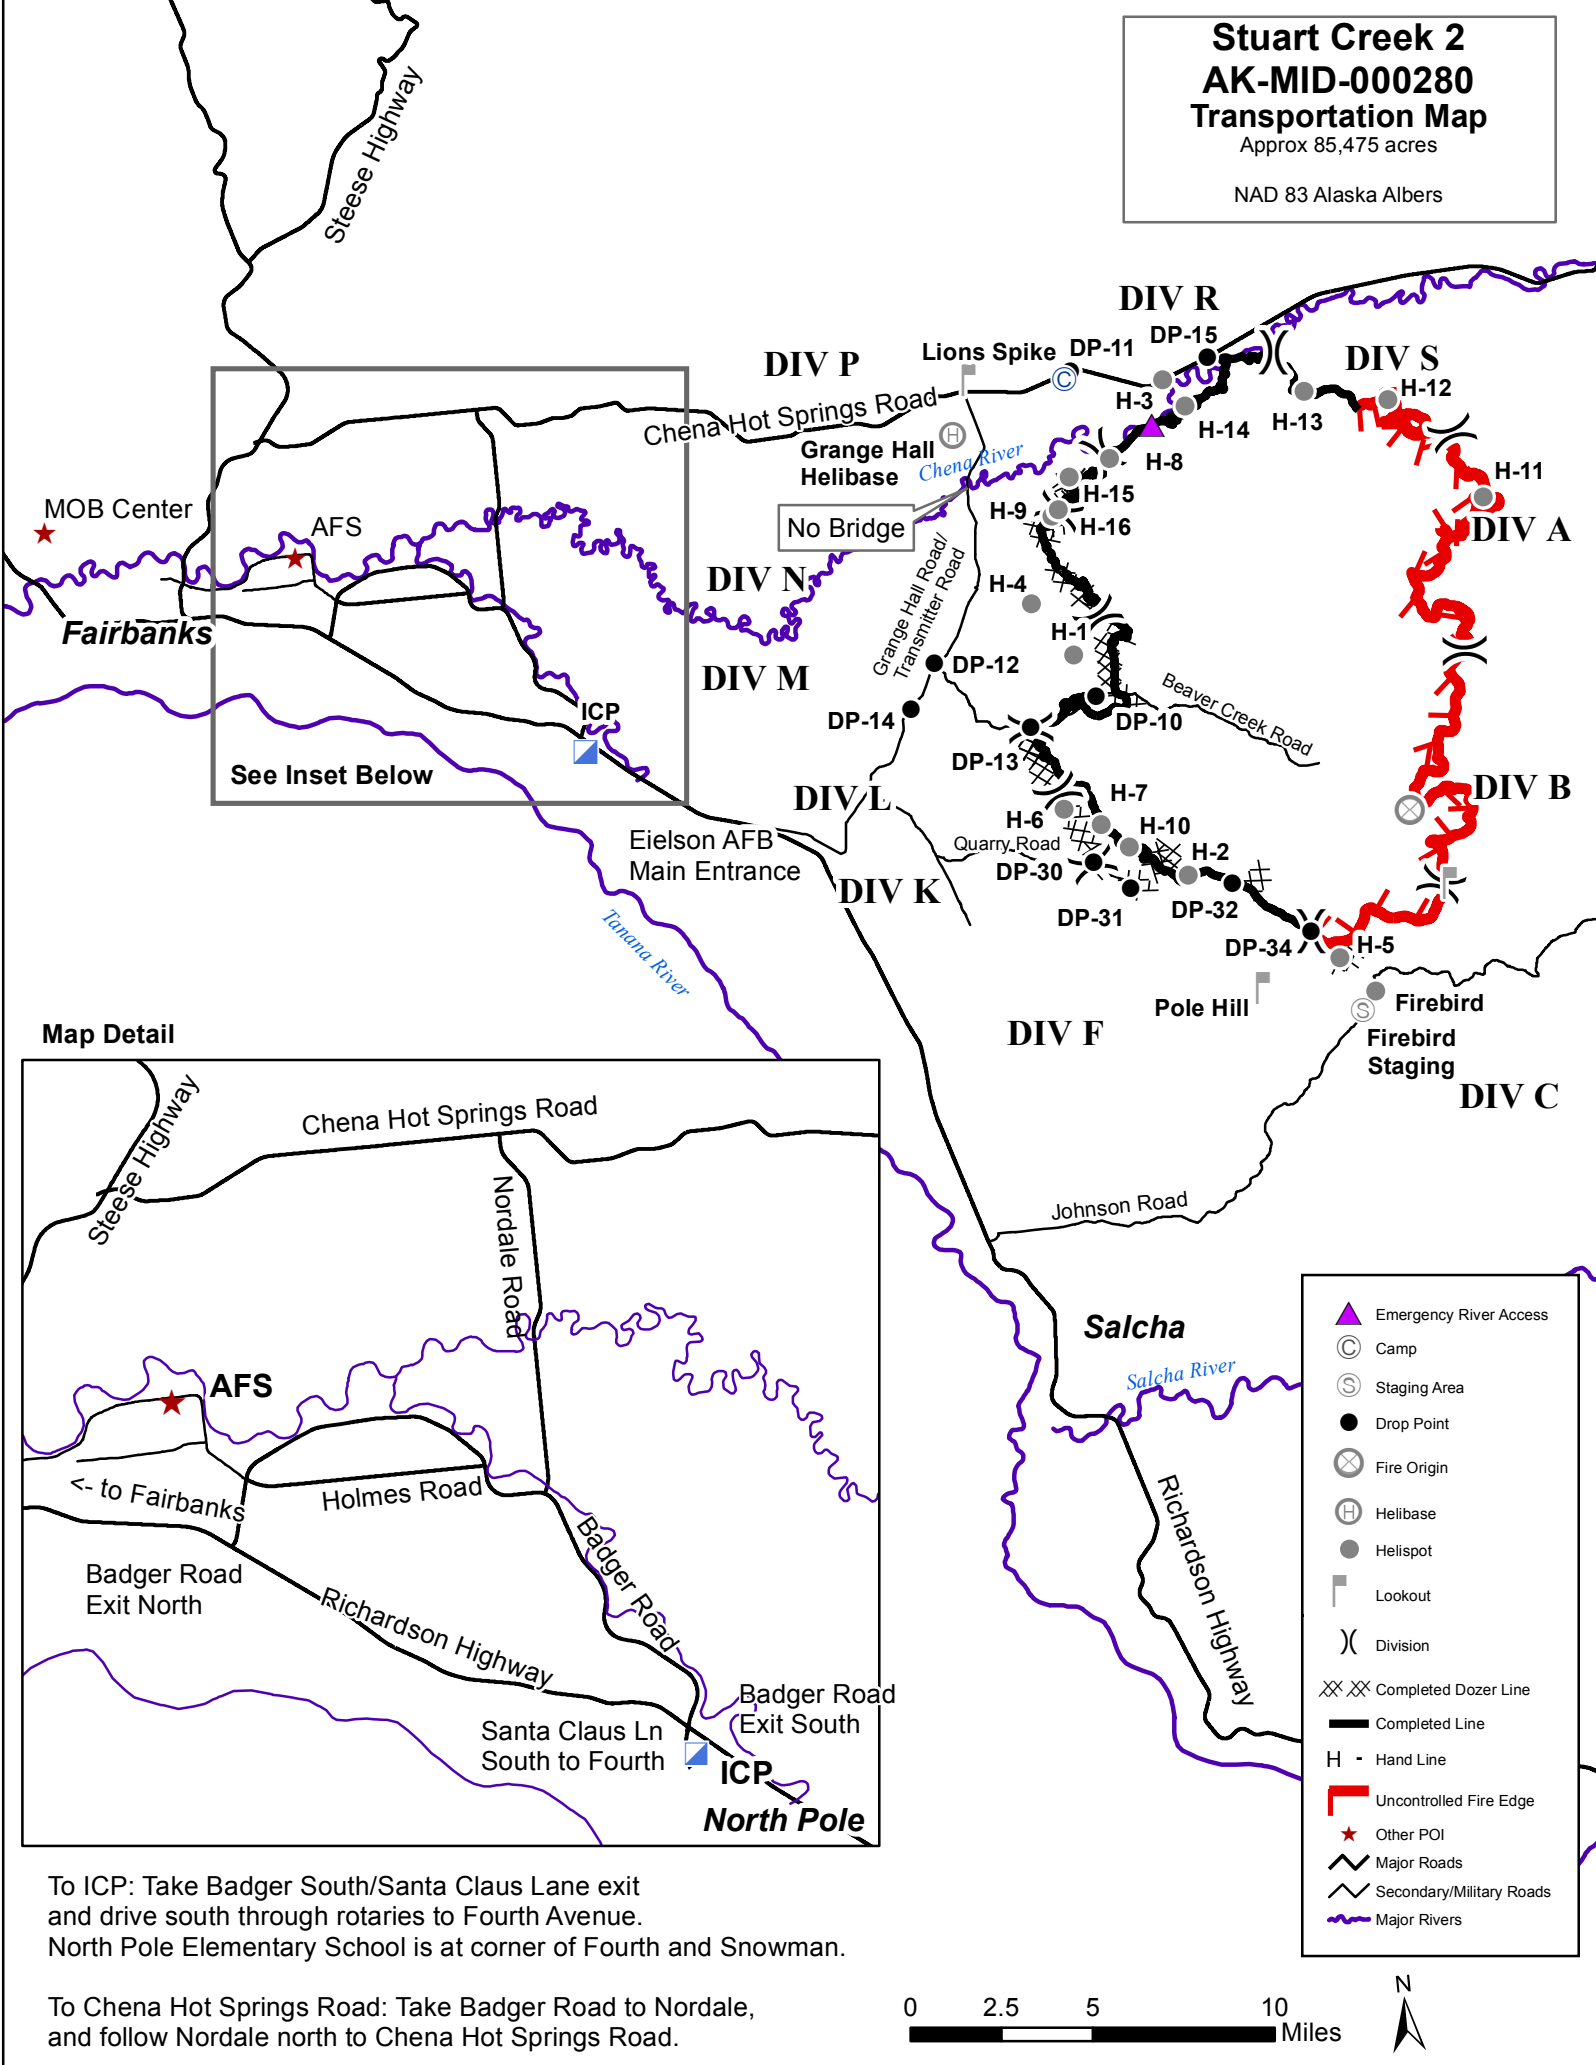 Stuart Creek 2
AK-MID-000280
Transportation Map
Approx 85,475 acres
NAD 83 Alaska Albers
Steese Highway
DIV R
DIV P
Lions Spike
DP-11
DP-15
DIV S
C
H-12
H-3
H-13
H-14
Chena Hot Springs Road
Grange Hall
Helibase
H
Chena River
H-8
H-11
H-15
MOB Center
AFS
No Bridge
H-9
H-16
DIV A
DIV N
H-4
Grange Hall Road/
Transmitter Road
Fairbanks
H-1
DIV M
DP-12
Beaver Creek Road
ICP
DP-14
DP-10
See Inset Below
DP-13
DIV L
H-7
DIV B
H-6
H-10
Eielson AFB
Main Entrance
Quarry Road
H-2
DP-30
DIV K
DP-31
DP-32
Tanana River
DP-34
H-5
Pole Hill
Firebird
S
Firebird
Staging
DIV F
DIV C
Map Detail
Steese Highway
Chena Hot Springs Road
Nordale Road
Johnson Road
Salcha
Salcha River
Richardson Highway
AFS
<- to Fairbanks
Holmes Road
Badger Road
Badger Road
Exit North
Richardson Highway
Badger Road
Exit South
Santa Claus Ln
South to Fourth
ICP
North Pole
Emergency River Access
C
Camp
S
Staging Area
Drop Point
Fire Origin
H
Helibase
Helispot
Lookout
)(
Division
Completed Dozer Line
Completed Line
H -
Hand Line
Uncontrolled Fire Edge
Other POI
Major Roads
Secondary/Military Roads
Major Rivers
To ICP: Take Badger South/Santa Claus Lane exit
and drive south through rotaries to Fourth Avenue.
North Pole Elementary School is at corner of Fourth and Snowman.
To Chena Hot Springs Road: Take Badger Road to Nordale,
and follow Nordale north to Chena Hot Springs Road.
0 2.5 5 10
Miles
N